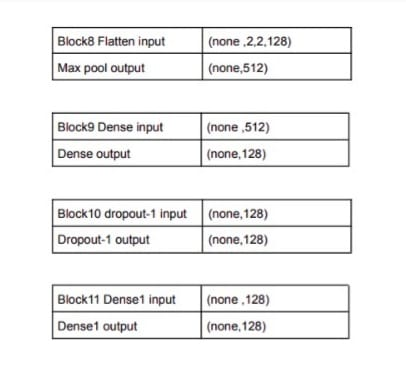 Block8 Flatten input (none ,2,2,128)
Max pool output (none,512)
Block9 Dense input (none ,512)
Dense output (none,128)
Block10 dropout-1 input (none,128)
Dropout-1 output (none,128)
Block11 Dense1 input (none ,128)
Dense1 output (none,128)